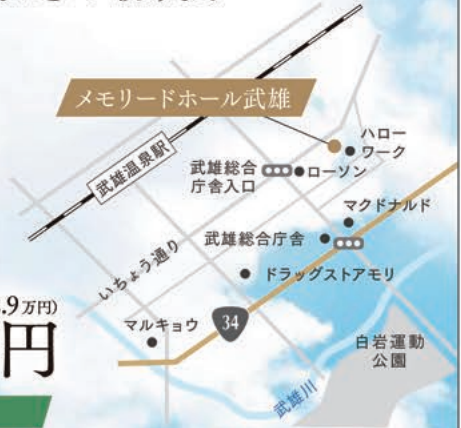 メモリードホール武雄
ハロー
ワーク
武雄温泉駅
武雄総合
庁舎入口
ローソン
マクドナルド
武雄総合庁舎
いちょう通り
ドラッグストアモリ
.9万円)
円
マルキョウ
34
白岩運動
公園
武雄川